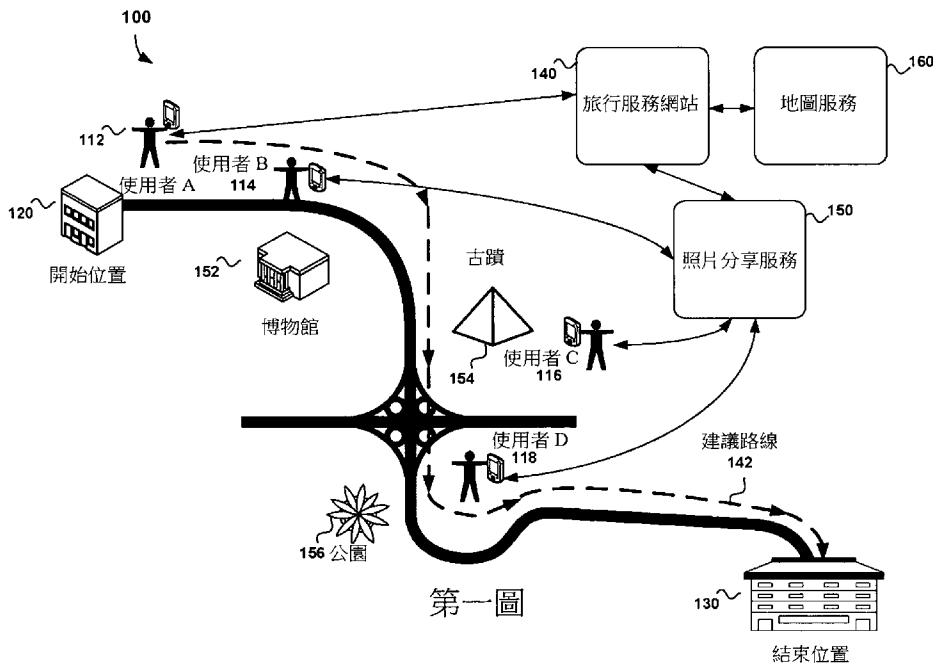 100
140
旅行服務網站
160
地圖服務
112
使用者 A
使用者 B
114
120
開始位置
152
博物館
150
照片分享服務
古蹟
154
使用者 C
116
使用者 D
118
建議路線
142
156 公園
第一圖
130
結束位置